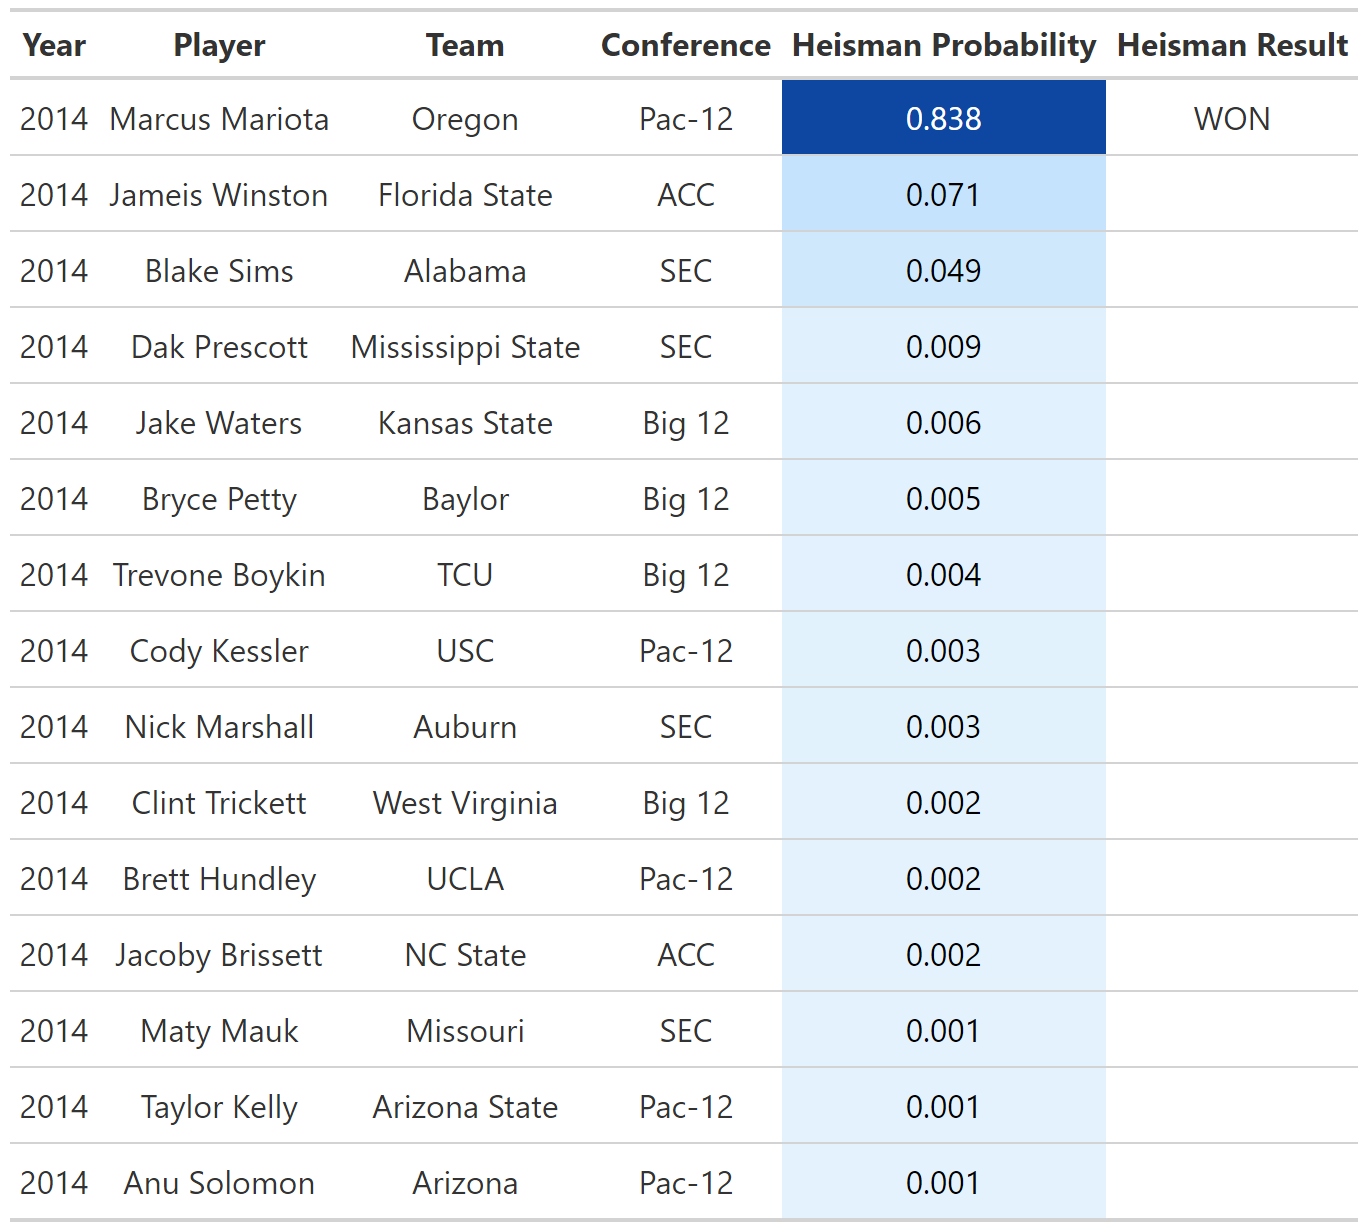 Year Player Team Conference Heisman Probability Heisman Result
2014 Marcus Mariota Oregon Pac-12 0.838 WON
2014 Jameis Winston Florida State ACC 0.071
2014 Blake Sims Alabama SEC 0.049
2014 Dak Prescott Mississippi State SEC 0.009
2014 Jake Waters Kansas State Big 12 0.006
2014 Bryce Petty Baylor Big 12 0.005
2014 Trevone Boykin TCU Big 12 0.004
2014 Cody Kessler USC Pac-12 0.003
2014 Nick Marshall Auburn SEC 0.003
2014 Clint Trickett West Virginia Big 12 0.002
2014 Brett Hundley UCLA Pac-12 0.002
2014 Jacoby Brissett NC State ACC 0.002
2014 Maty Mauk Missouri SEC 0.001
2014 Taylor Kelly Arizona State Pac-12 0.001
2014 Anu Solomon Arizona Pac-12 0.001